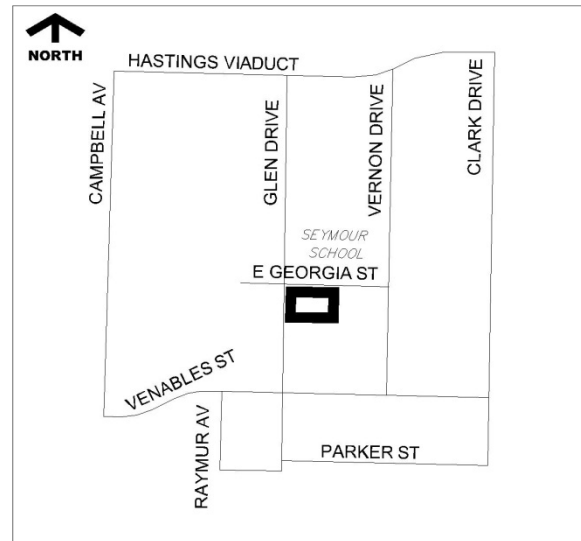 NORTH
HASTINGS VIADUCT
CAMPBELL AV
GLEN DRIVE
VERNON DRIVE
CLARK DRIVE
SEYMOUR
SCHOOL
E GEORGIA ST
VENABLES ST
RAYMUR AV
PARKER ST